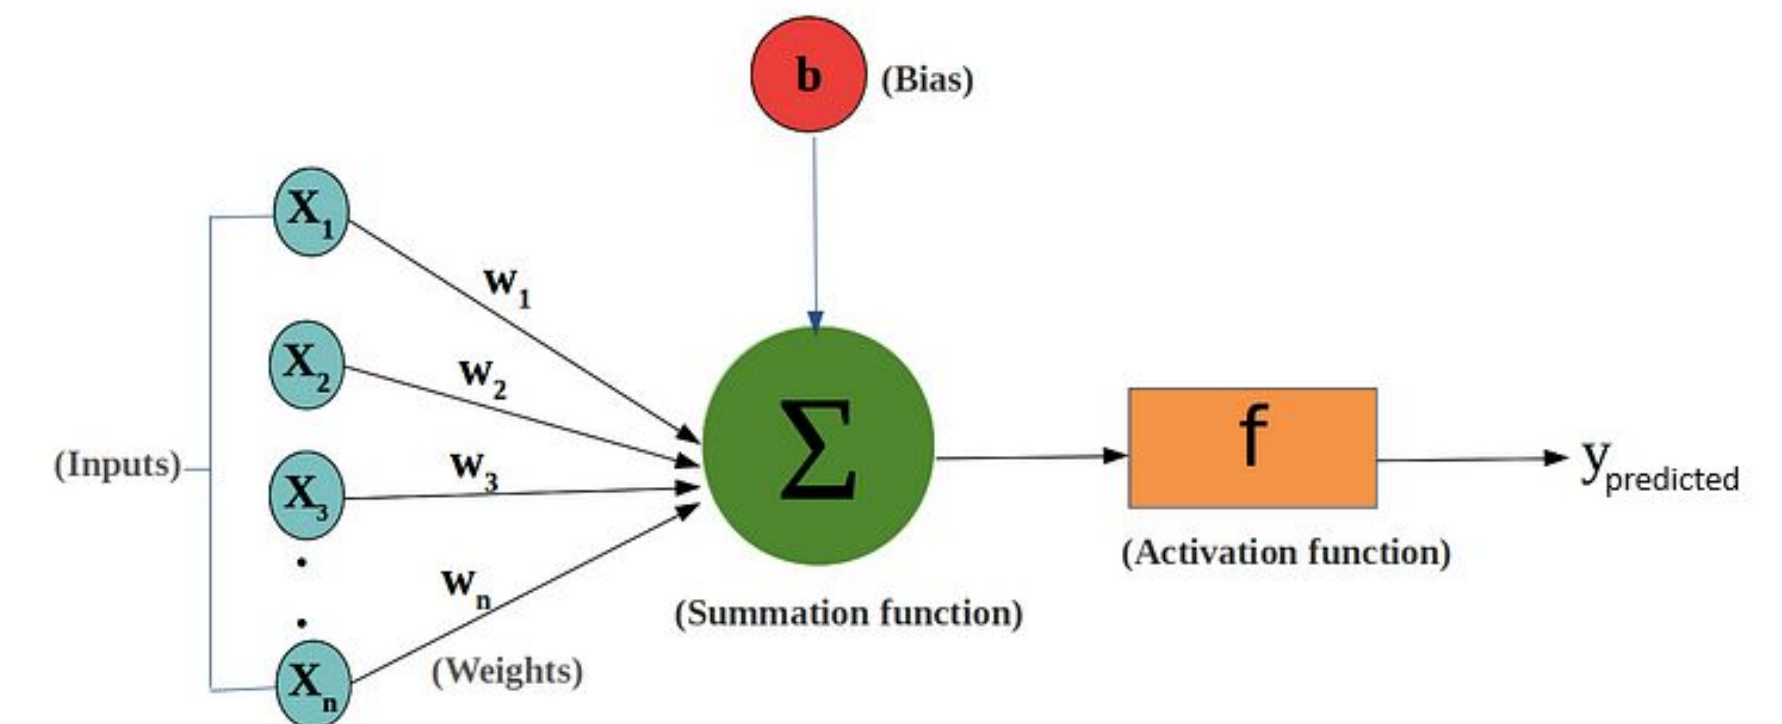 b (Bias)
X1
w1
X2
w2
(Inputs)
X3
w3
Σ
f
ypredicted
(Activation function)
wn
(Summation function)
Xn
(Weights)